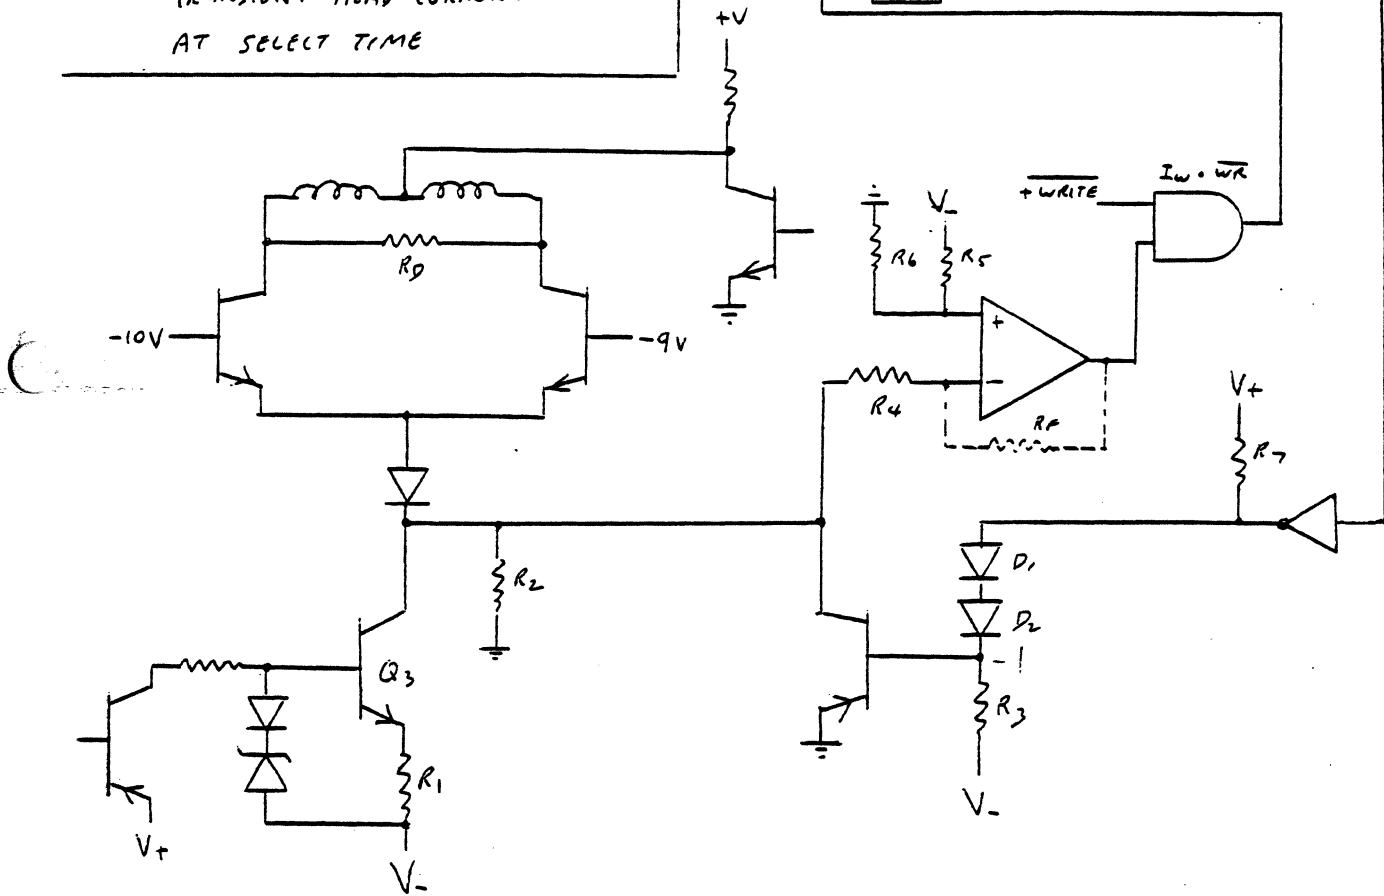 AT SELECT TIME
+V
+WRITE
Iw · WR
V-
R6
R5
RD
+
-10V
-9V
-
R4
RF
V+
R7
R2
D1
D2
-1
Q3
R3
R1
V-
V+
V-